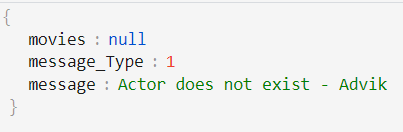 {
movies : null
message_Type : 1
message : Actor does not exist - Advik
}